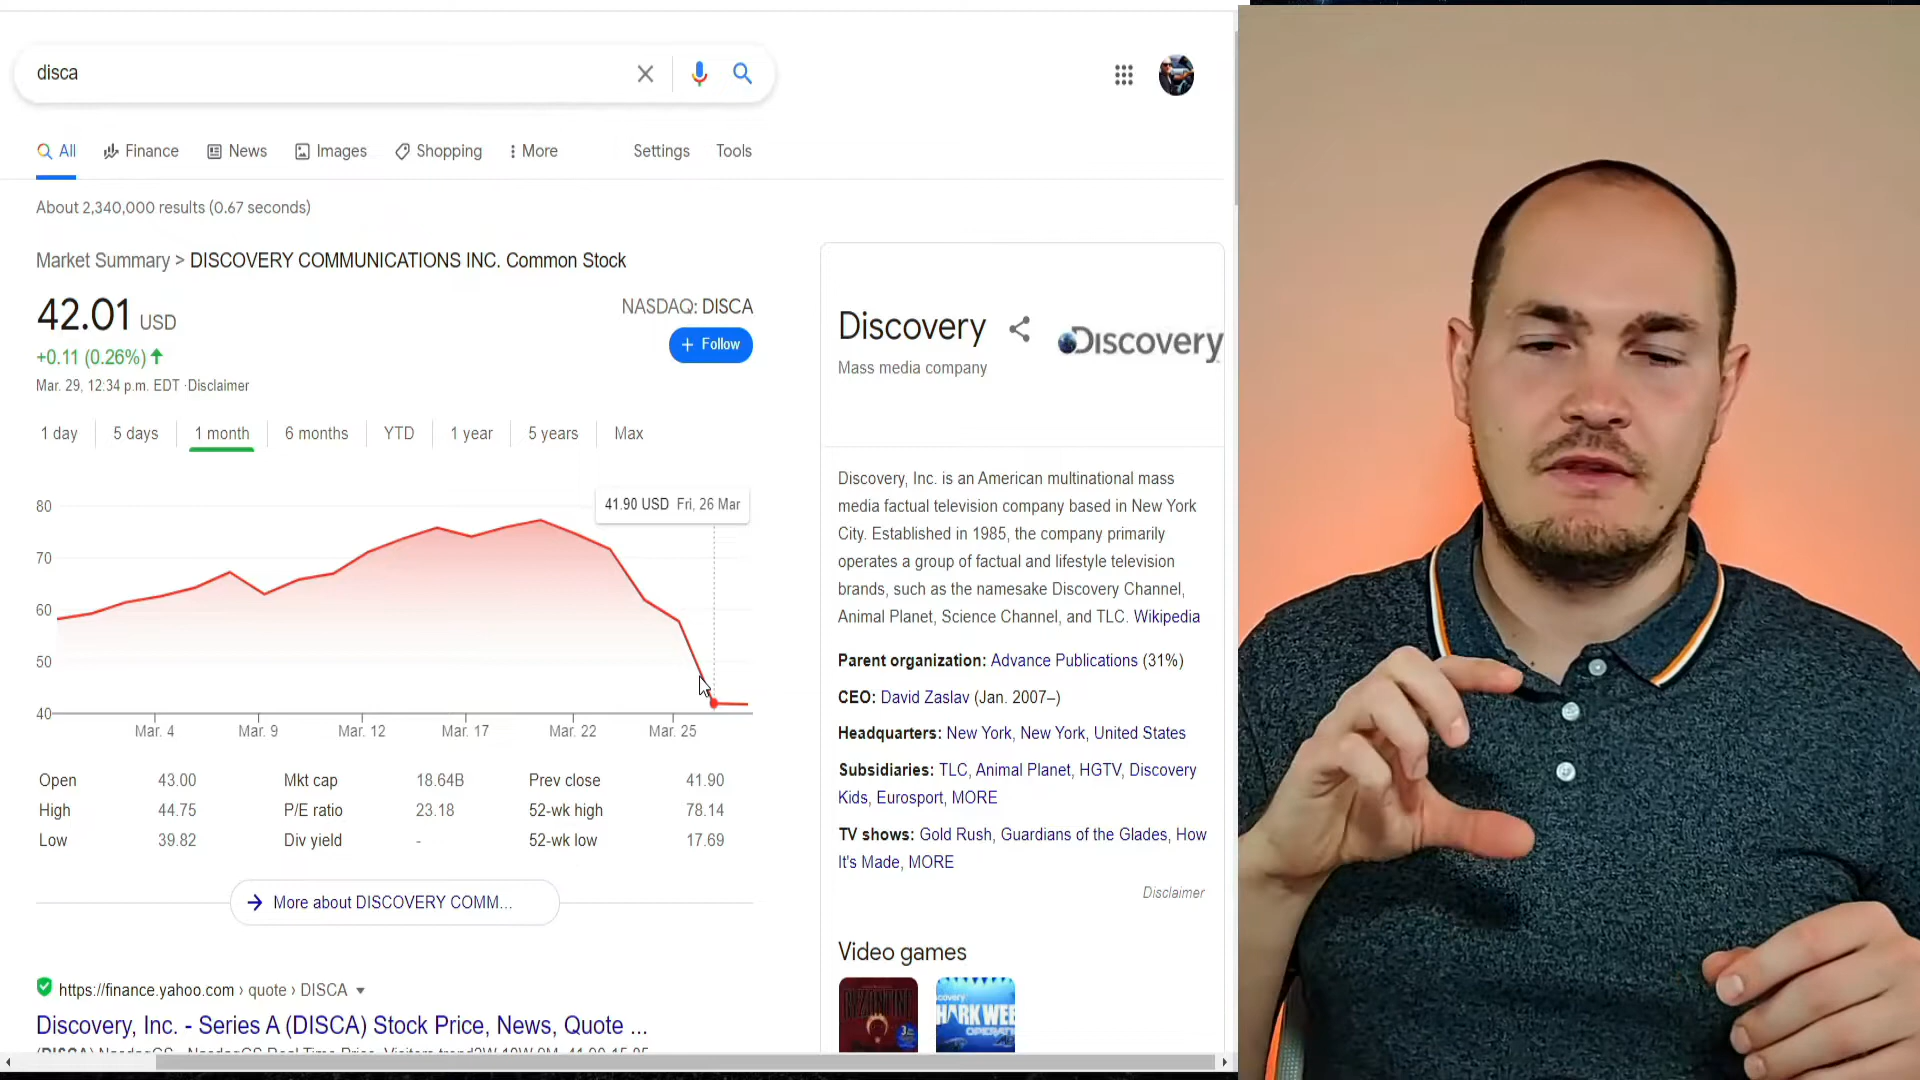 disca
All
Finance
News
Images
Shopping
More
Settings
Tools
About 2,340,000 results (0.67 seconds)
Market Summary > DISCOVERY COMMUNICATIONS INC. Common Stock
42.01 USD
NASDAQ: DISCA
+0.11 (0.26%)
+ Follow
Mar. 29, 12:34 p.m. EDT ·Disclaimer
1 day
5 days
1 month
6 months
YTD
1 year
5 years
Max
41.90 USD Fri, 26 Mar
80
70
60
50
40
Mar. 4
Mar. 9
Mar. 12
Mar. 17
Mar. 22
Mar. 25
Open 43.00 Mkt cap 18.64B Prev close 41.90
High 44.75 P/E ratio 23.18 52-wk high 78.14
Low 39.82 Div yield - 52-wk low 17.69
More about DISCOVERY COMM...
https://finance.yahoo.com › quote › DISCA
Discovery, Inc. - Series A (DISCA) Stock Price, News, Quote ...
Discovery
Discovery
Mass media company
Discovery, Inc. is an American multinational mass
media factual television company based in New York
City. Established in 1985, the company primarily
operates a group of factual and lifestyle television
brands, such as the namesake Discovery Channel,
Animal Planet, Science Channel, and TLC. Wikipedia
Parent organization: Advance Publications (31%)
CEO: David Zaslav (Jan. 2007–)
Headquarters: New York, New York, United States
Subsidiaries: TLC, Animal Planet, HGTV, Discovery
Kids, Eurosport, MORE
TV shows: Gold Rush, Guardians of the Glades, How
It's Made, MORE
Disclaimer
Video games